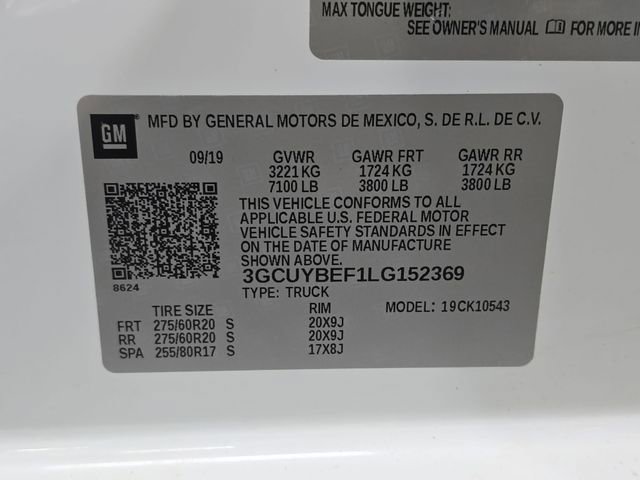 MAX TONGUE WEIGHT:
SEE OWNER'S MANUAL FOR MORE
GM MFD BY GENERAL MOTORS DE MEXICO, S. DE R.L. DE C.V.
09/19 GVWR GAWR FRT GAWR RR
3221 KG 1724 KG 1724 KG
7100 LB 3800 LB 3800 LB
THIS VEHICLE CONFORMS TO ALL
APPLICABLE U.S. FEDERAL MOTOR
VEHICLE SAFETY STANDARDS IN EFFECT
ON THE DATE OF MANUFACTURE
SHOWN ABOVE.
3GCUYBEF1LG152369
8624
TYPE: TRUCK MODEL: 19CK10543
TIRE SIZE RIM
FRT 275/60R20 S 20X9J
RR 275/60R20 S 20X9J
SPA 255/80R17 S 17X8J